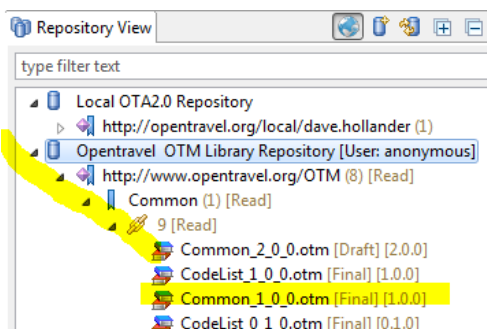 Repository View
type filter text
Local OTA2.0 Repository
http://opentravel.org/local/dave.hollander (1)
Opentravel OTM Library Repository [User: anonymous]
http://www.opentravel.org/OTM (8) [Read]
Common (1) [Read]
9 [Read]
Common_2_0_0.otm [Draft] [2.0.0]
CodeList_1_0_0.otm [Final] [1.0.0]
Common_1_0_0.otm [Final] [1.0.0]
CodeList_0_1_0.otm [Final] [0.1.0]